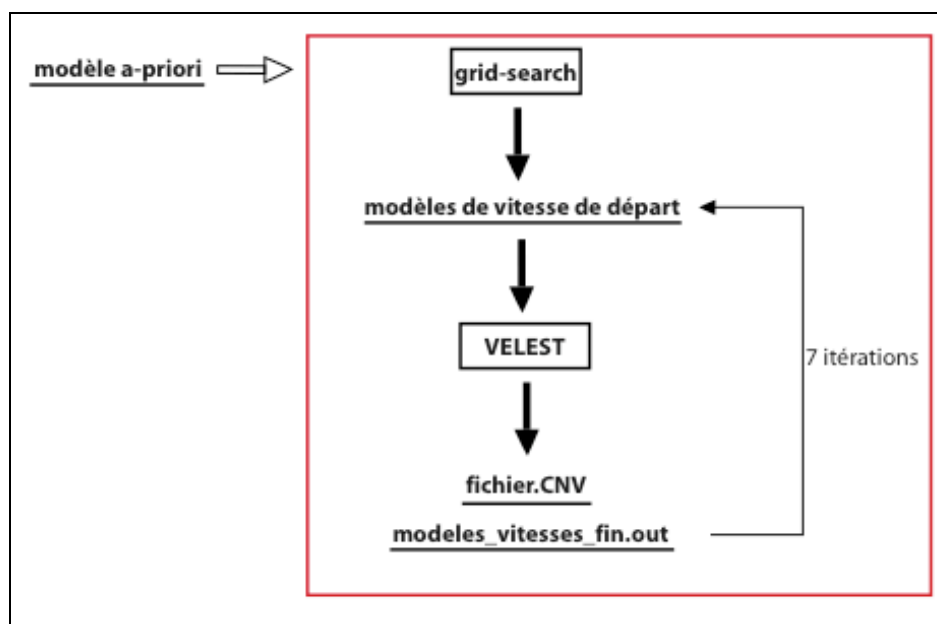 modèle a-priori
grid-search
modèles de vitesse de départ
VELEST
7 itérations
fichier.CNV
modeles_vitesses_fin.out